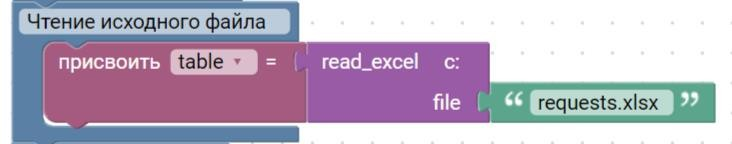 Чтение исходного файла
присвоить table ▾ = read_excel с:
file “ requests.xlsx ”